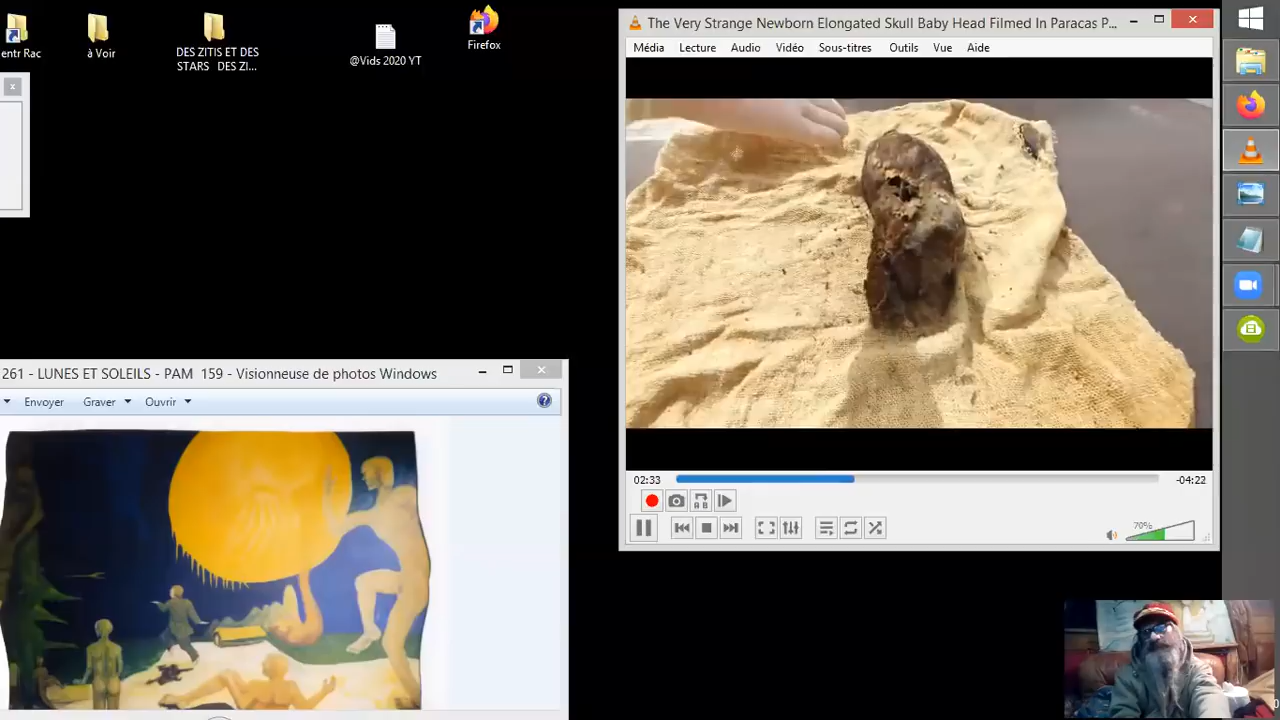 entr Rac
à Voir
DES ZITIS ET DES
STARS DES ZI...
@Vids 2020 YT
Firefox
The Very Strange Newborn Elongated Skull Baby Head Filmed In Paracas P...
Média Lecture Audio Vidéo Sous-titres Outils Vue Aide
x
261 - LUNES ET SOLEILS - PAM 159 - Visionneuse de photos Windows
Envoyer Graver Ouvrir
02:33 -04:22
A B
70%